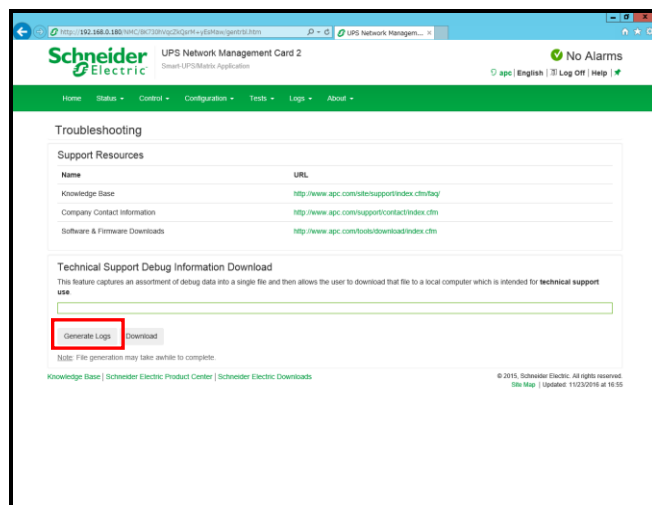 UPS Network Managem...
Schneider Electric
UPS Network Management Card 2
Smart-UPS/Matrix Application
No Alarms
apc | English | Log Off | Help |
Home Status Control Configuration Tests Logs About
Troubleshooting
Support Resources
Name URL
Knowledge Base http://www.apc.com/site/support/index.cfm/faq/
Company Contact Information http://www.apc.com/support/contact/index.cfm
Software & Firmware Downloads http://www.apc.com/tools/download/index.cfm
Technical Support Debug Information Download
This feature captures an assortment of debug data into a single file and then allows the user to download that file to a local computer which is intended for technical support
use
Generate Logs Download
Note: File generation may take awhile to complete.
Knowledge Base | Schneider Electric Product Center | Schneider Electric Downloads
© 2015, Schneider Electric. All rights reserved.
Site Map | Updated: 11/23/2016 at 16:55